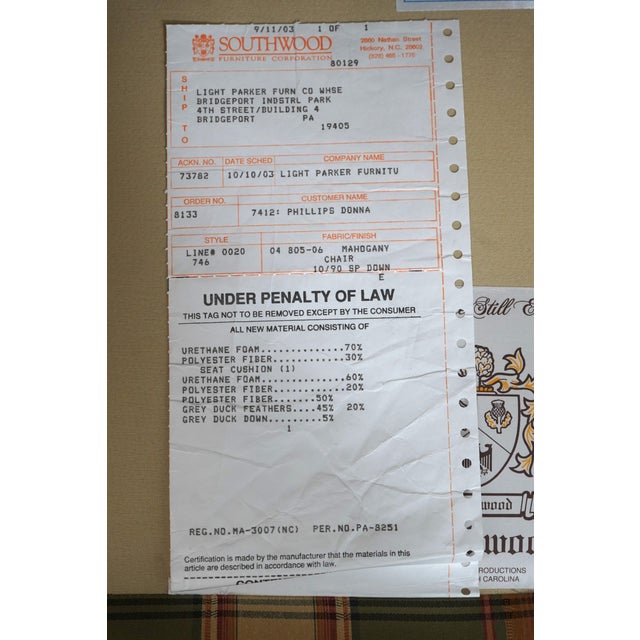 9/11/03 1 OF 1
SOUTHWOOD
FURNITURE CORPORATION
2860 Nathan Street
Hickory, N.C. 28602
(828) 465-1776
80129
SHIP TO
LIGHT PARKER FURN CO WHSE
BRIDGEPORT INDSTRL PARK
4TH STREET/BUILDING 4
BRIDGEPORT PA
19405
ACKN. NO. DATE SCHED COMPANY NAME
73782 10/10/03 LIGHT PARKER FURNITU
ORDER NO. CUSTOMER NAME
8133 7412: PHILLIPS DONNA
STYLE FABRIC/FINISH
LINE# 0020 04 805-06 MAHOGANY
746 CHAIR
10/90 SP DOWN
E
UNDER PENALTY OF LAW
THIS TAG NOT TO BE REMOVED EXCEPT BY THE CONSUMER
ALL NEW MATERIAL CONSISTING OF
URETHANE FOAM.............70%
POLYESTER FIBER...........30%
SEAT CUSHION (1)
URETHANE FOAM.............60%
POLYESTER FIBER...........20%
POLYESTER FIBER......50%
GREY DUCK FEATHERS....45% 20%
GREY DUCK DOWN........5%
1
REG.NO.MA-3007(NC) PER.NO.PA-8251
Certification is made by the manufacturer that the materials in this
article are described in accordance with law.
Still
wood
woo
PRODUCTIONS
CAROLINA